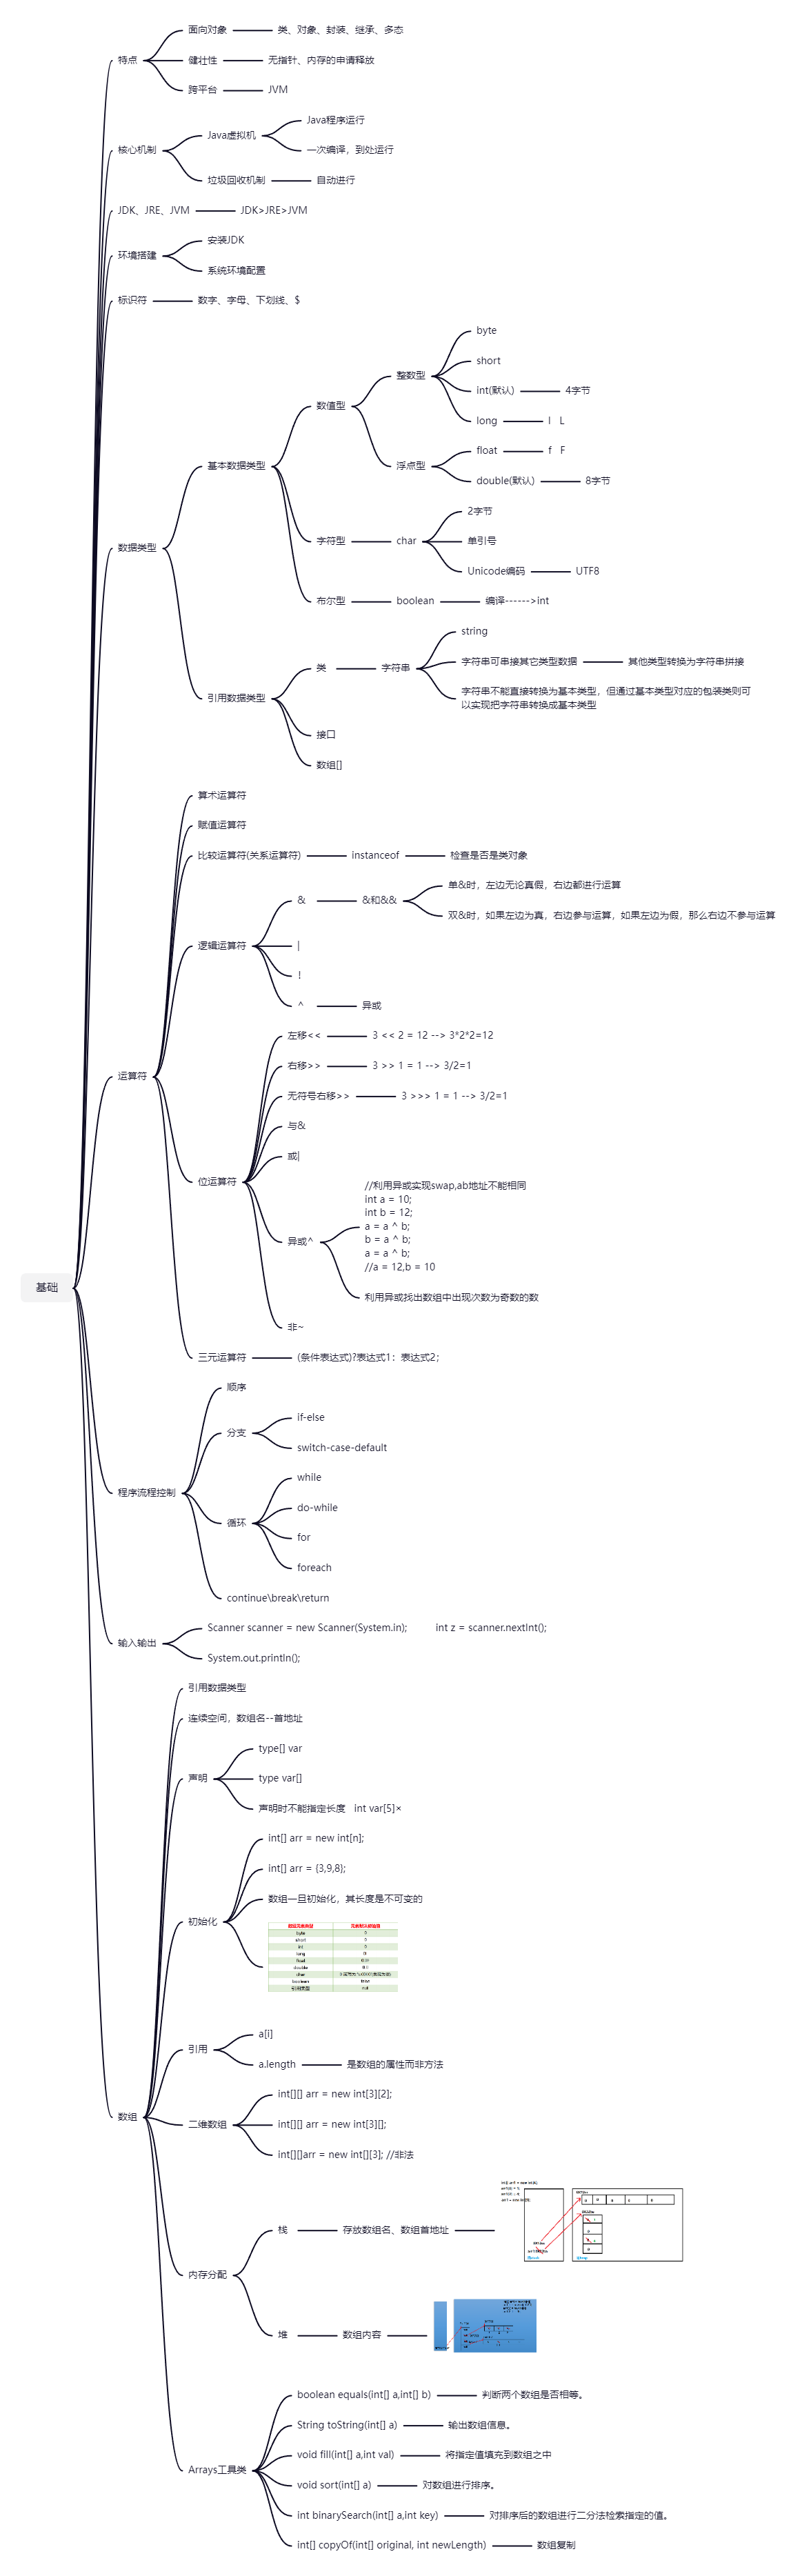 特点
面向对象
类、对象、封装、继承、多态
健壮性
无指针、内存的申请释放
跨平台
JVM
核心机制
Java虚拟机
Java程序运行
一次编译，到处运行
垃圾回收机制
自动进行
JDK、JRE、JVM
JDK>JRE>JVM
环境搭建
安装JDK
系统环境配置
标识符
数字、字母、下划线、$
数据类型
基本数据类型
数值型
整数型
byte
short
int(默认)
4字节
long
l L
浮点型
float
f F
double(默认)
8字节
字符型
char
2字节
单引号
Unicode编码
UTF8
布尔型
boolean
编译------>int
引用数据类型
类
字符串
string
字符串可串接其它类型数据
其他类型转换为字符串拼接
字符串不能直接转换为基本类型，但通过基本类型对应的包装类则可
以实现把字符串转换成基本类型
接口
数组[]
运算符
算术运算符
赋值运算符
比较运算符(关系运算符)
instanceof
检查是否是类对象
逻辑运算符
&
&和&&
单&时，左边无论真假，右边都进行运算
双&时，如果左边为真，右边参与运算，如果左边为假，那么右边不参与运算
|
!
^
异或
位运算符
左移<<
3 << 2 = 12 --> 3*2*2=12
右移>>
3 >> 1 = 1 --> 3/2=1
无符号右移>>
3 >>> 1 = 1 --> 3/2=1
与&
或|
异或^
//利用异或实现swap,ab地址不能相同
int a = 10;
int b = 12;
a = a ^ b;
b = a ^ b;
a = a ^ b;
//a = 12,b = 10
利用异或找出数组中出现次数为奇数的数
非~
三元运算符
(条件表达式)?表达式1：表达式2；
基础
程序流程控制
顺序
分支
if-else
switch-case-default
循环
while
do-while
for
foreach
continue\break\return
输入输出
Scanner scanner = new Scanner(System.in); int z = scanner.nextInt();
System.out.println();
数组
引用数据类型
连续空间，数组名--首地址
声明
type[] var
type var[]
声明时不能指定长度 int var[5]×
初始化
int[] arr = new int[n];
int[] arr = {3,9,8};
数组一旦初始化，其长度是不可变的
byte
short
int
long
float
double
char
boolean
引用类型
引用
a[i]
a.length
是数组的属性而非方法
二维数组
int[][] arr = new int[3][2];
int[][] arr = new int[3][];
int[][]arr = new int[][3]; //非法
内存分配
栈
存放数组名、数组首地址
堆
数组内容
Arrays工具类
boolean equals(int[] a,int[] b)
判断两个数组是否相等。
String toString(int[] a)
输出数组信息。
void fill(int[] a,int val)
将指定值填充到数组之中
void sort(int[] a)
对数组进行排序。
int binarySearch(int[] a,int key)
对排序后的数组进行二分法检索指定的值。
int[] copyOf(int[] original, int newLength)
数组复制